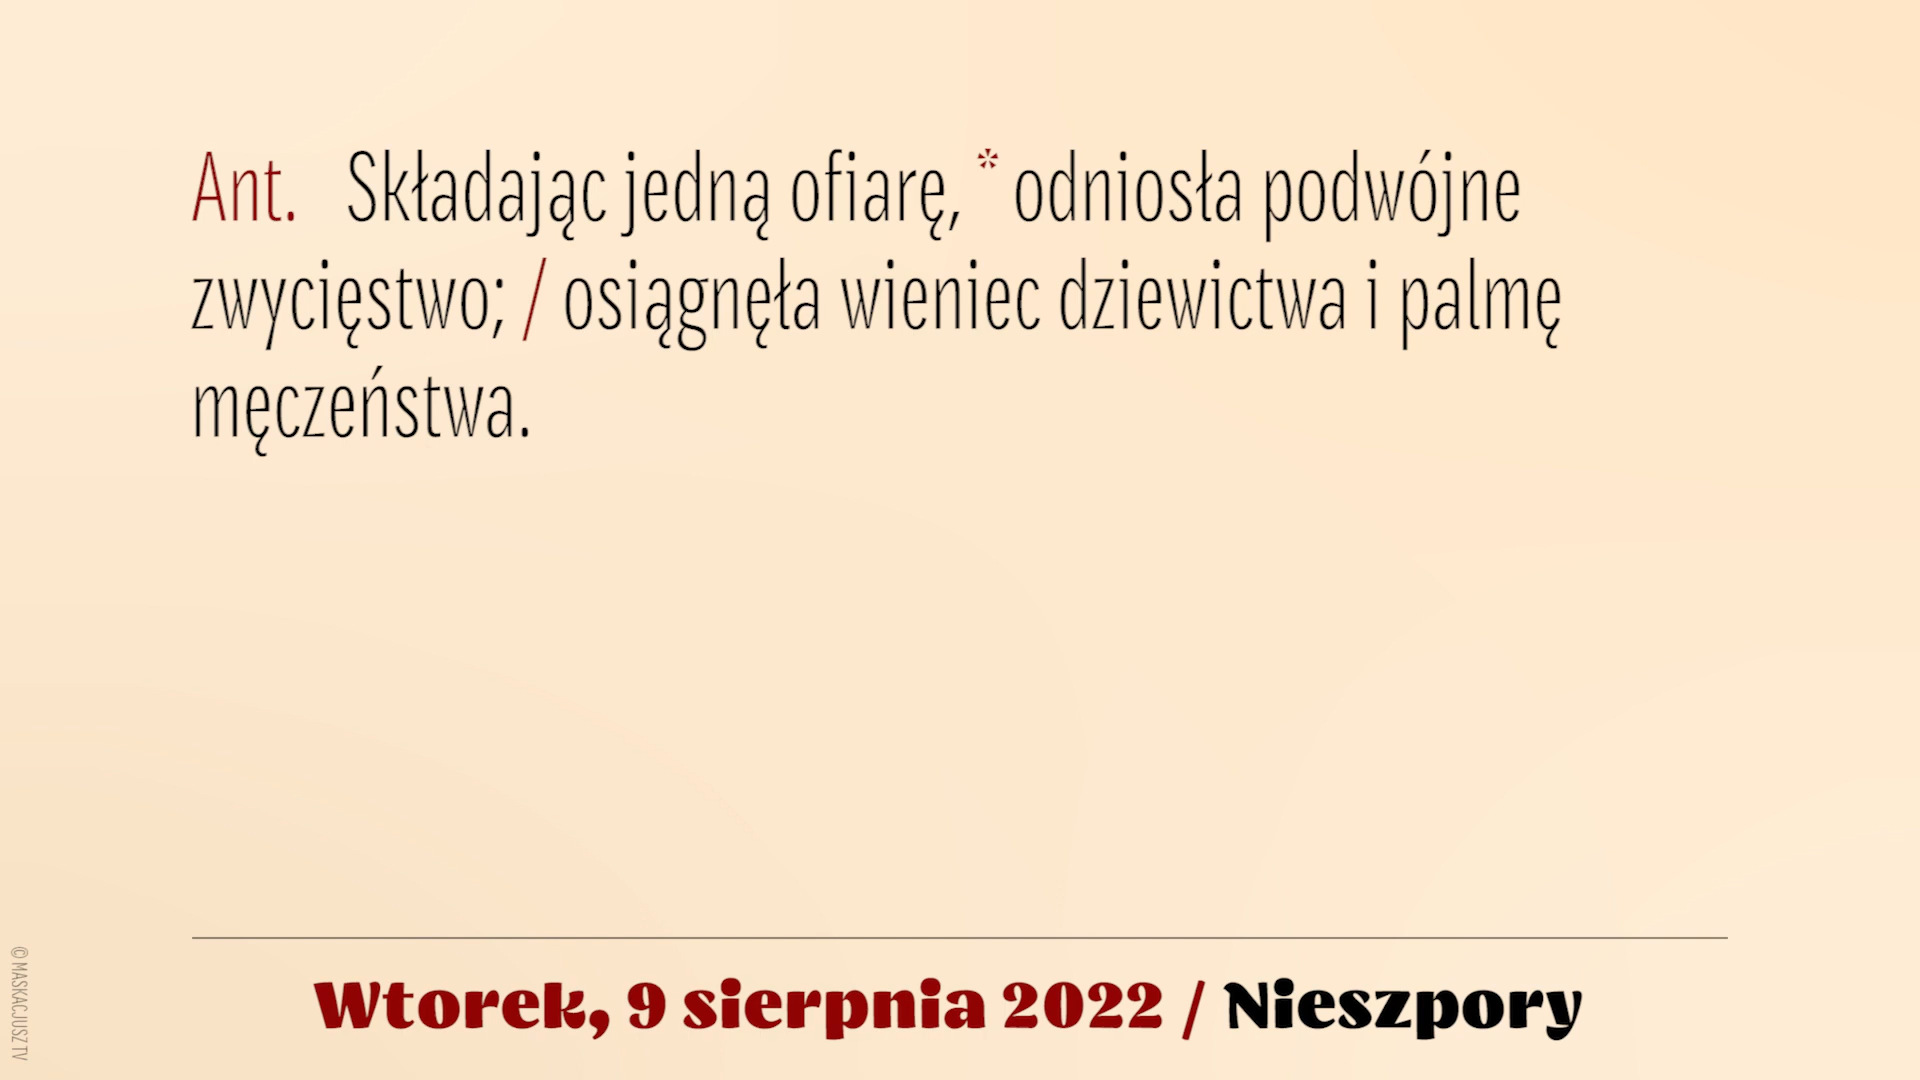 Ant. Składając jedną ofiarę, * odniosła podwójne
zwycięstwo; / osiągnęła wieniec dziewictwa i palmę
męczeństwa.
Wtorek, 9 sierpnia 2022 / Nieszpory
© MASKACJUSZ TV